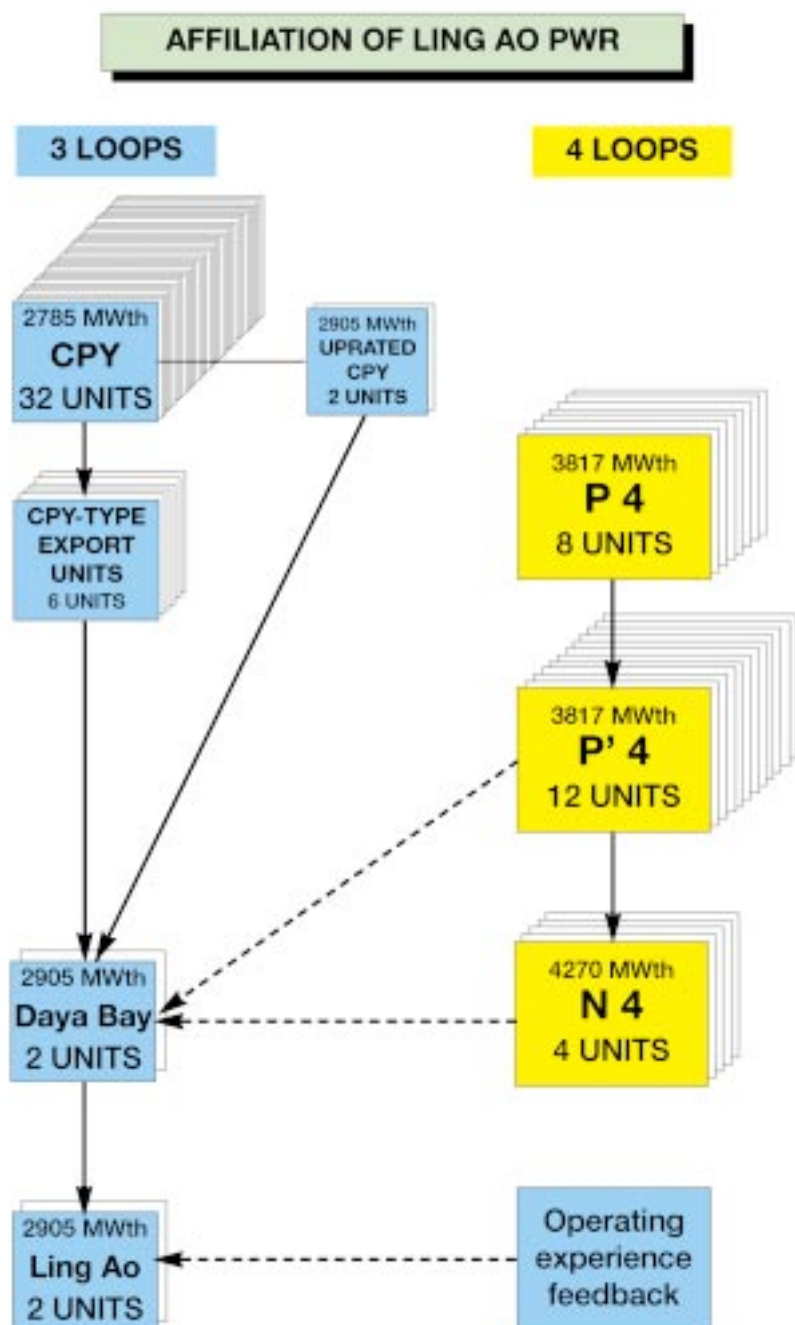 AFFILIATION OF LING AO PWR
3 LOOPS
4 LOOPS
2785 MWth
CPY
32 UNITS
2905 MWth
UPRATED
CPY
2 UNITS
CPY-TYPE
EXPORT
UNITS
6 UNITS
3817 MWth
P 4
8 UNITS
3817 MWth
P' 4
12 UNITS
2905 MWth
Daya Bay
2 UNITS
4270 MWth
N 4
4 UNITS
2905 MWth
Ling Ao
2 UNITS
Operating
experience
feedback